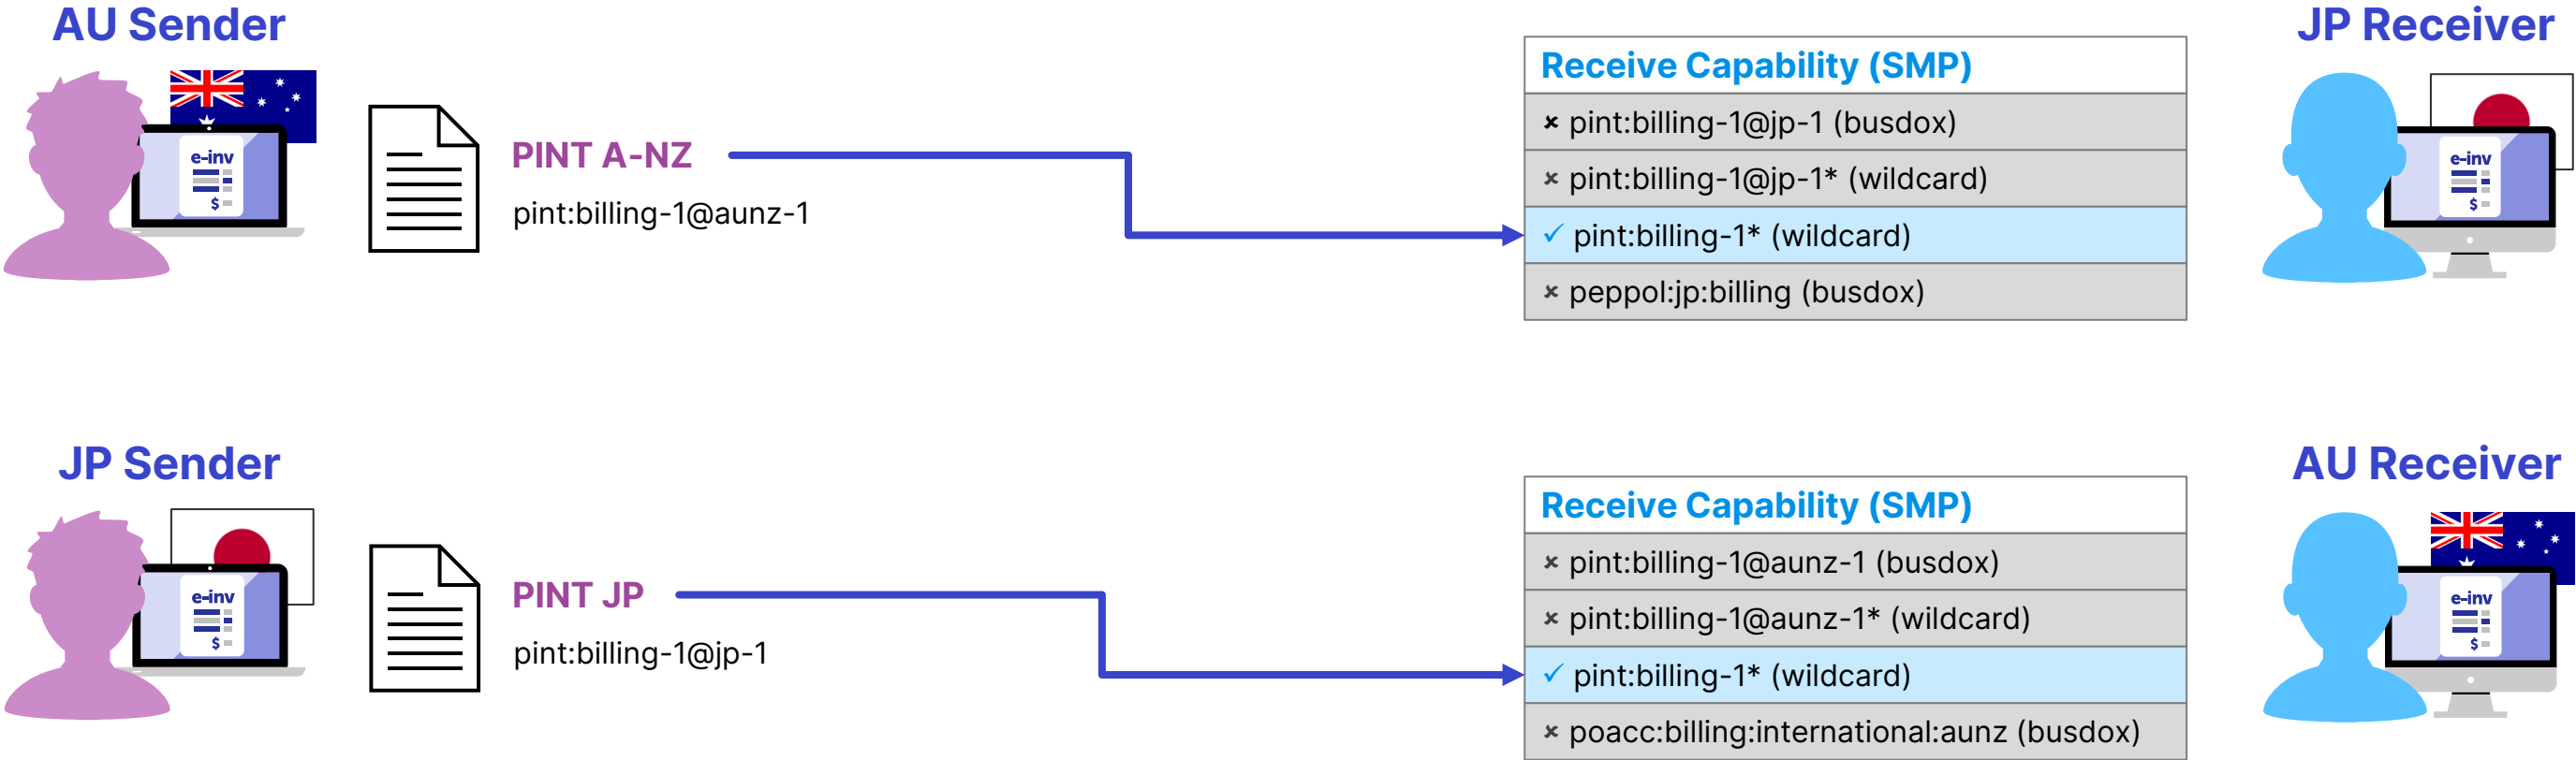 AU Sender
e-inv
$
PINT A-NZ
pint:billing-1@aunz-1
Receive Capability (SMP)
× pint:billing-1@jp-1 (busdox)
× pint:billing-1@jp-1* (wildcard)
✓ pint:billing-1* (wildcard)
× peppol:jp:billing (busdox)
JP Receiver
e-inv
$
JP Sender
e-inv
$
PINT JP
pint:billing-1@jp-1
Receive Capability (SMP)
× pint:billing-1@aunz-1 (busdox)
× pint:billing-1@aunz-1* (wildcard)
✓ pint:billing-1* (wildcard)
× poacc:billing:international:aunz (busdox)
AU Receiver
e-inv
$